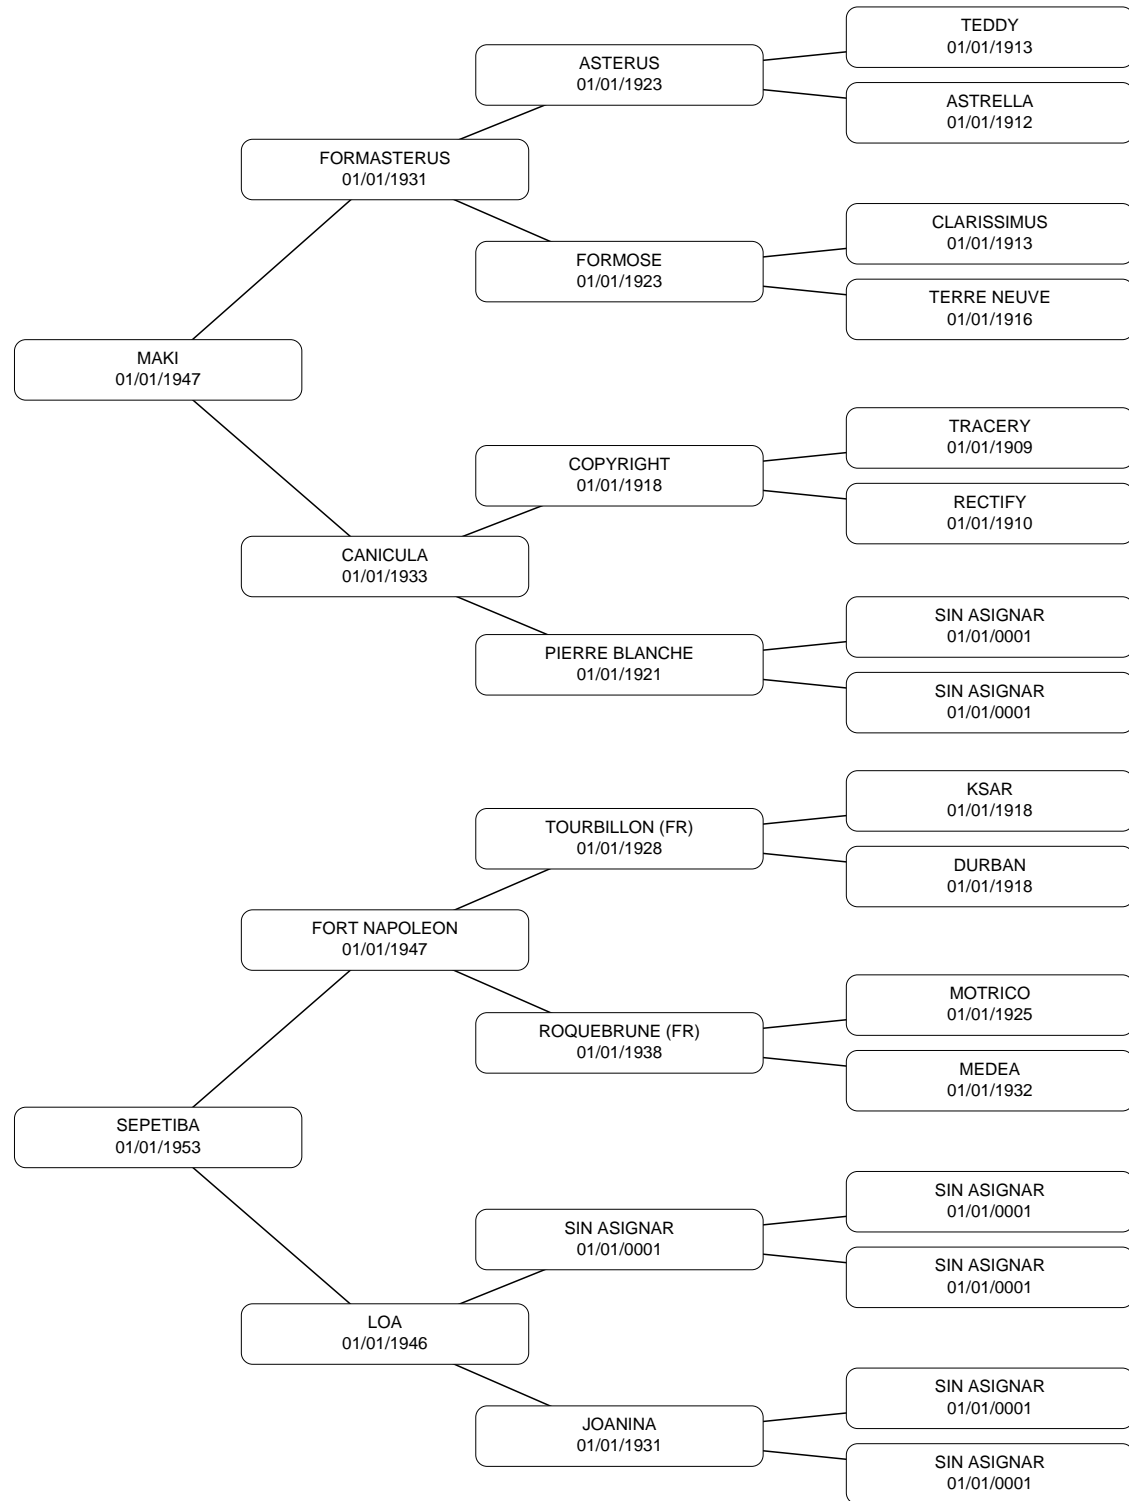 TEDDY
01/01/1913
ASTERUS
01/01/1923
ASTRELLA
01/01/1912
FORMASTERUS
01/01/1931
CLARISSIMUS
01/01/1913
FORMOSE
01/01/1923
TERRE NEUVE
01/01/1916
MAKI
01/01/1947
TRACERY
01/01/1909
COPYRIGHT
01/01/1918
RECTIFY
01/01/1910
CANICULA
01/01/1933
SIN ASIGNAR
01/01/0001
PIERRE BLANCHE
01/01/1921
SIN ASIGNAR
01/01/0001
KSAR
01/01/1918
TOURBILLON (FR)
01/01/1928
DURBAN
01/01/1918
FORT NAPOLEON
01/01/1947
MOTRICO
01/01/1925
ROQUEBRUNE (FR)
01/01/1938
MEDEA
01/01/1932
SEPETIBA
01/01/1953
SIN ASIGNAR
01/01/0001
SIN ASIGNAR
01/01/0001
SIN ASIGNAR
01/01/0001
LOA
01/01/1946
SIN ASIGNAR
01/01/0001
JOANINA
01/01/1931
SIN ASIGNAR
01/01/0001